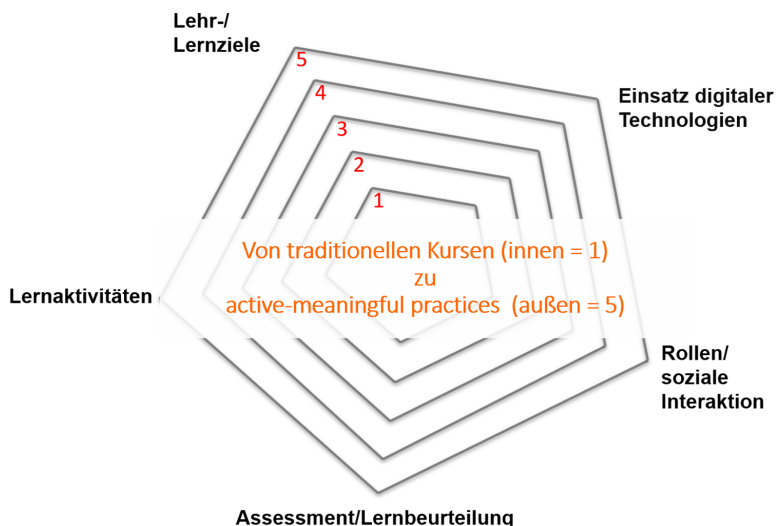 Lehr-/
Lernziele
5
4
3
2
1
Einsatz digitaler
Technologien
Von traditionellen Kursen (innen = 1)
zu
active-meaningful practices (außen = 5)
Lernaktivitäten
Rollen/
soziale
Interaktion
Assessment/Lernbeurteilung